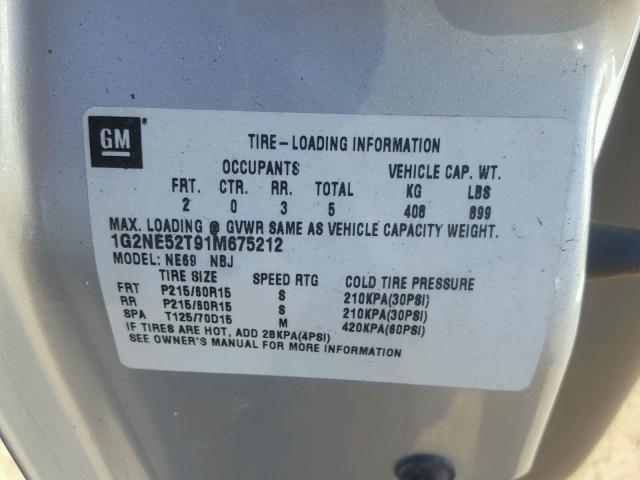 GM
TIRE-LOADING INFORMATION
OCCUPANTS VEHICLE CAP. WT.
FRT. CTR. RR. TOTAL KG LBS
2 0 3 5 408 899
MAX. LOADING @ GVWR SAME AS VEHICLE CAPACITY WEIGHT.
1G2NE52T91M675212
MODEL: NE69 NBJ
TIRE SIZE SPEED RTG COLD TIRE PRESSURE
FRT P215/60R15 S 210KPA(30PSI)
RR P215/60R15 S 210KPA(30PSI)
SPA T125/70D15 M 420KPA(60PSI)
IF TIRES ARE HOT, ADD 28KPA(4PSI)
SEE OWNER'S MANUAL FOR MORE INFORMATION